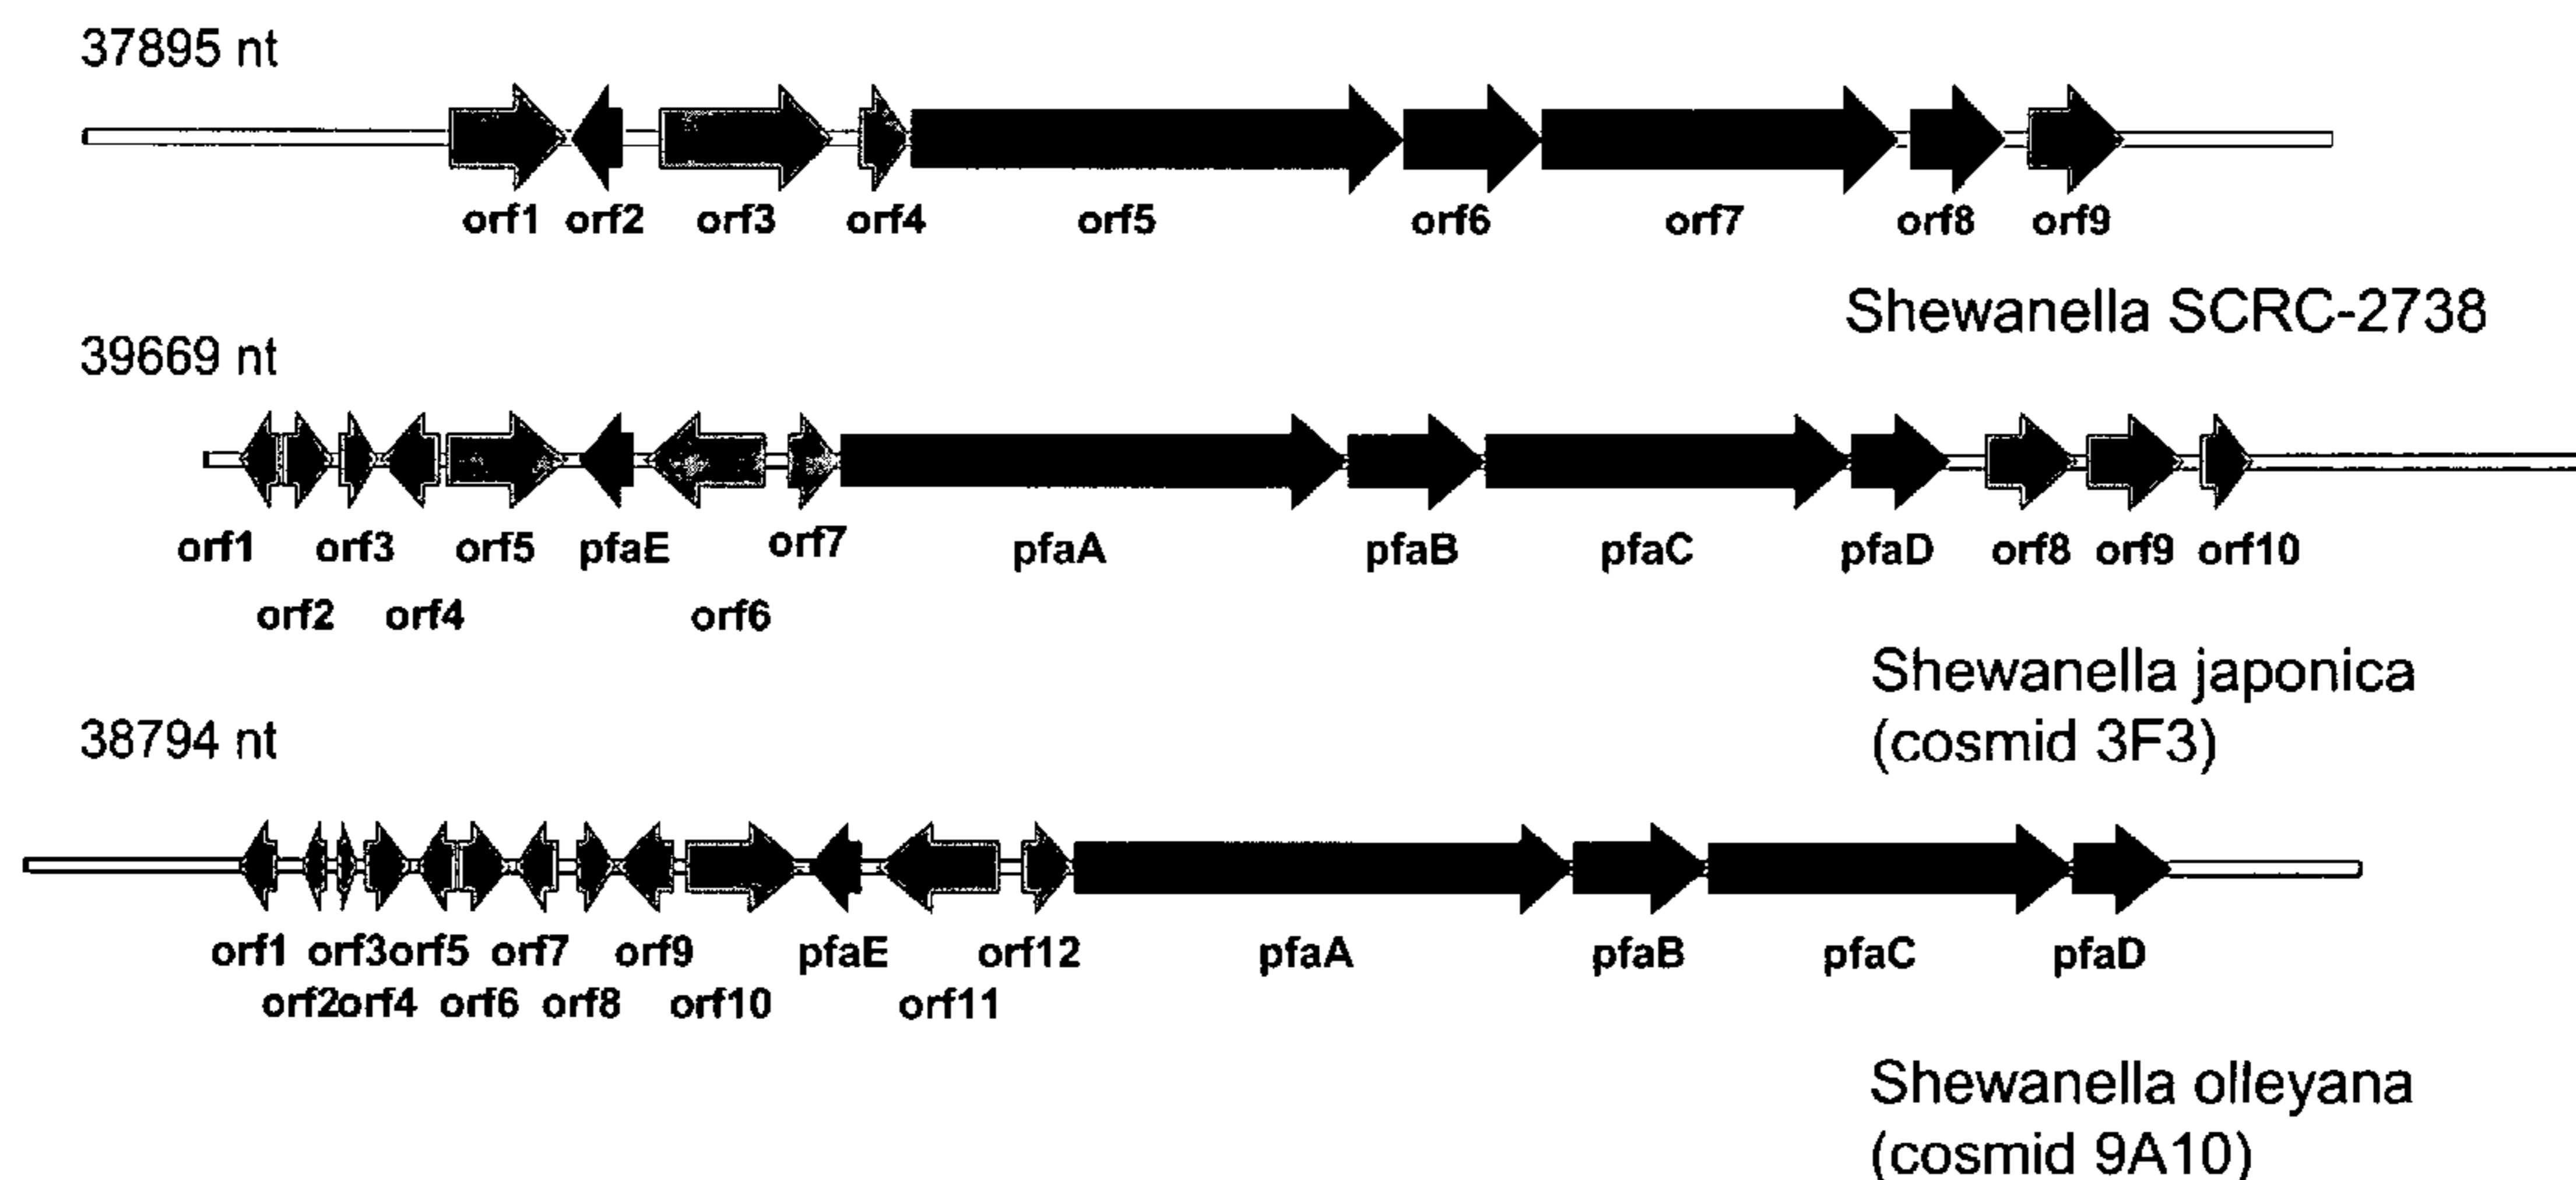 37895 nt
orf1 orf2 orf3 orf4 orf5 orf6 orf7 orf8 orf9
Shewanella SCRC-2738
39669 nt
orf1 orf3 orf5 pfaE orf7 pfaA pfaB pfaC pfaD orf8 orf9 orf10
orf2 orf4 orf6
Shewanella japonica
(cosmid 3F3)
38794 nt
orf1 orf3orf5 orf7 orf9 pfaE orf12 pfaA pfaB pfaC pfaD
orf2orf4 orf6 orf8 orf10 orf11
Shewanella olleyana
(cosmid 9A10)